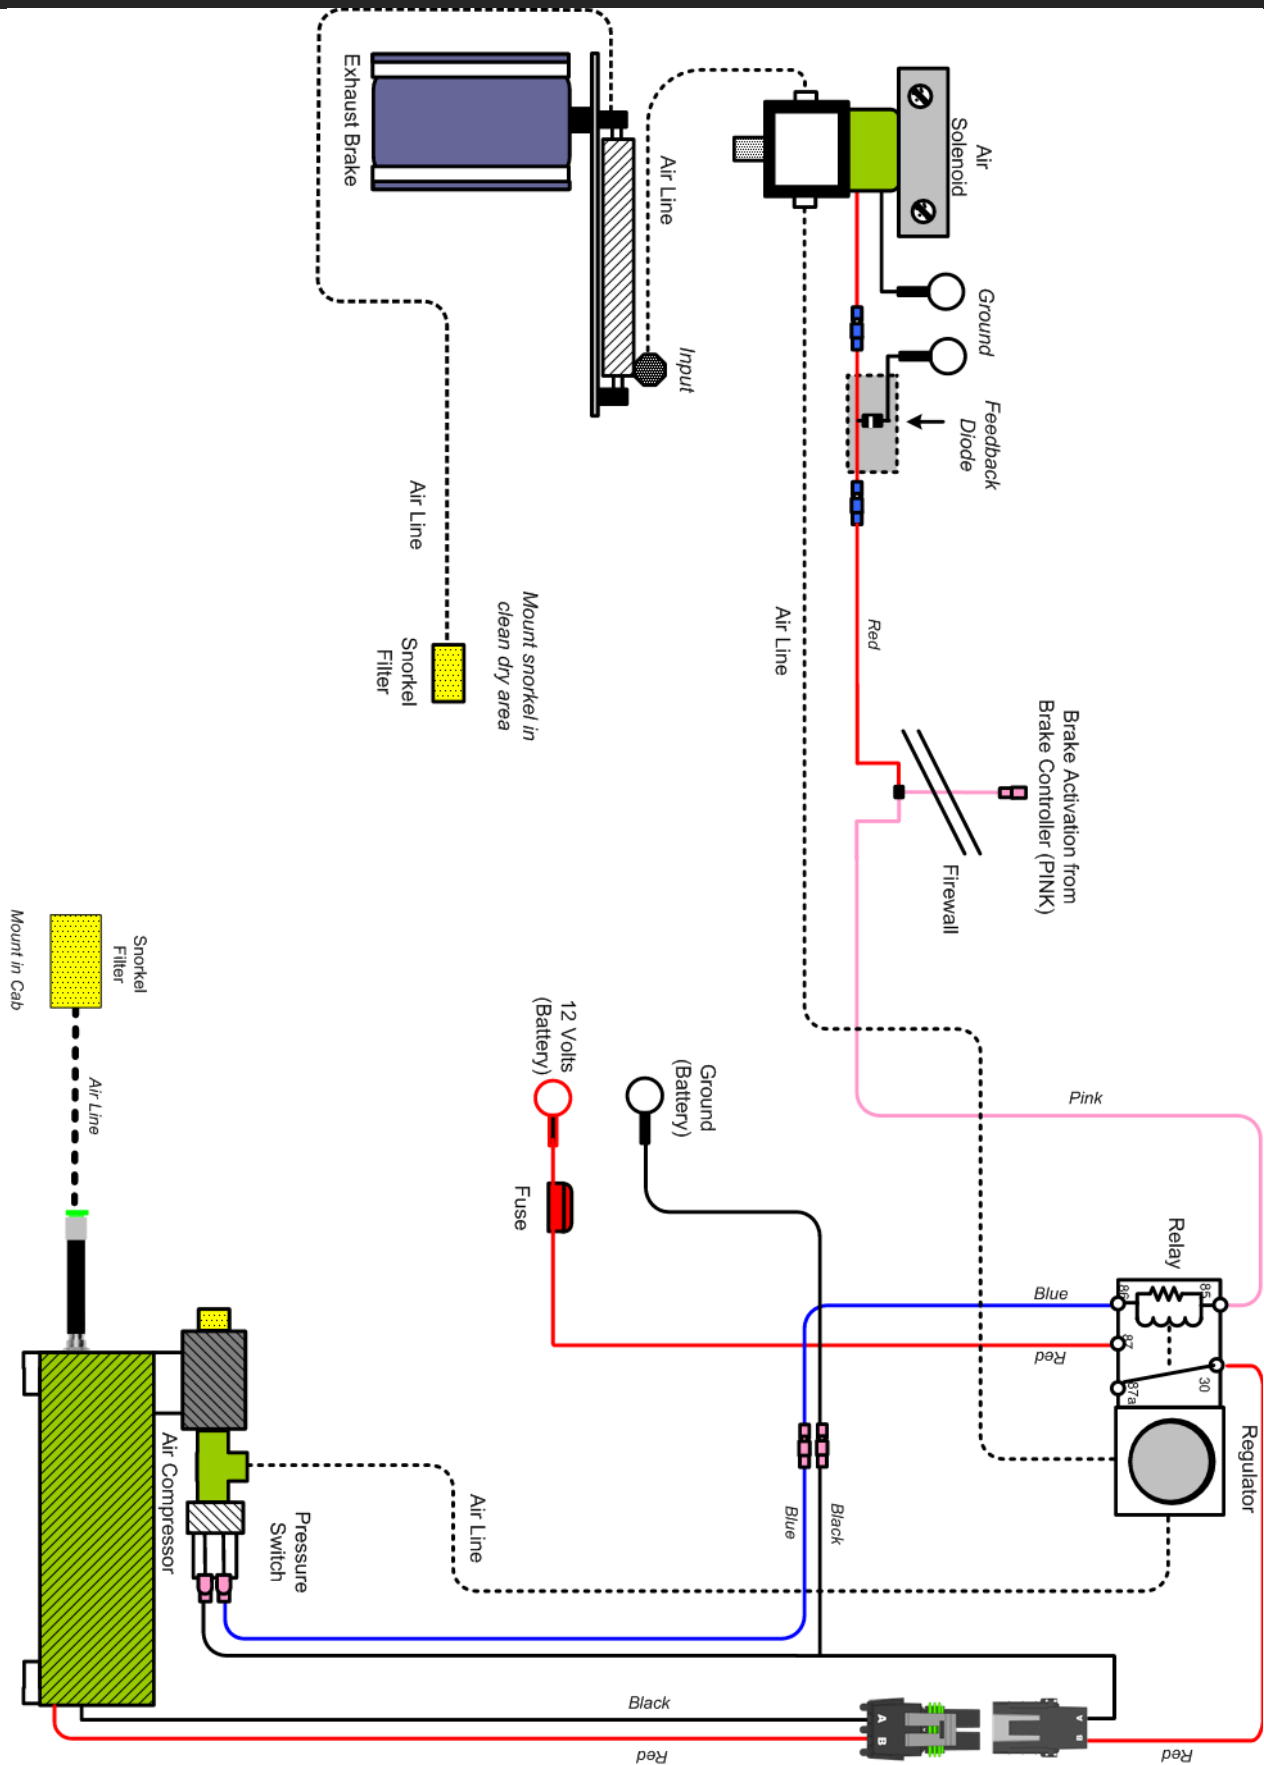 Exhaust Brake
Air Line
Input
Air
Solenoid
Ground
Feedback
Diode
Air Line
Mount snorkel in
clean dry area
Snorkel
Filter
Air Line
Red
Brake Activation from
Brake Controller (PINK)
Firewall
Snorkel
Filter
Mount in Cab
Air Line
12 Volts
(Battery)
Ground
(Battery)
Fuse
Pink
Relay
86
85
87
87a
30
Blue
Red
Regulator
Air Compressor
Pressure
Switch
Air Line
Blue
Black
Black
Red
A
B
A
B
Red